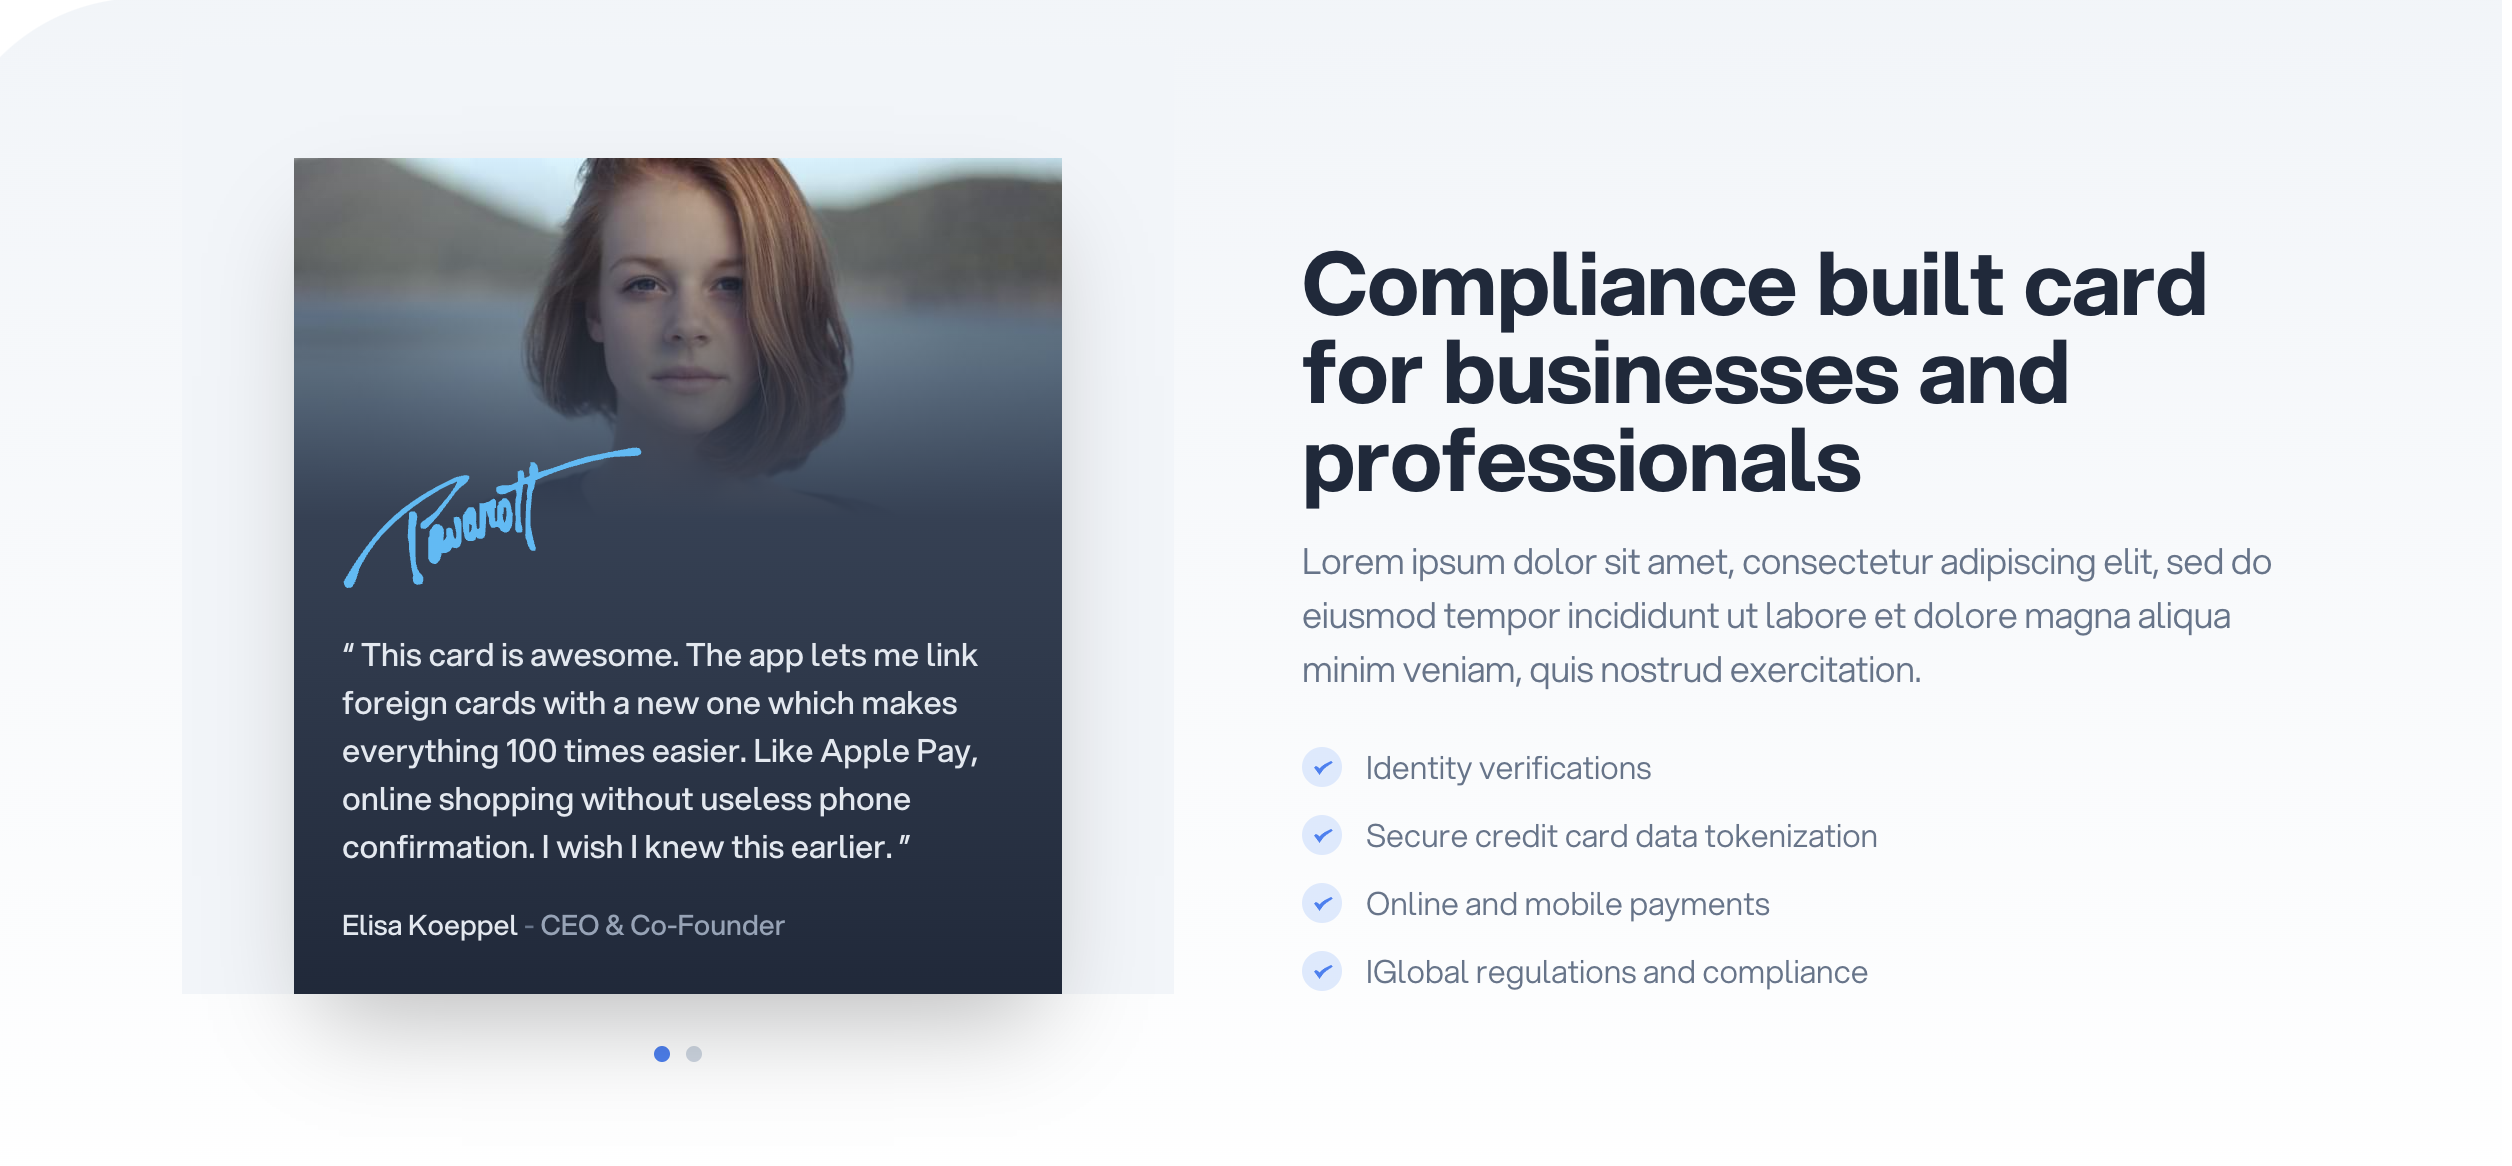 Pavarott
“ This card is awesome. The app lets me link
foreign cards with a new one which makes
everything 100 times easier. Like Apple Pay,
online shopping without useless phone
confirmation. I wish I knew this earlier. ”
Elisa Koeppel - CEO & Co-Founder
Compliance built card
for businesses and
professionals
Lorem ipsum dolor sit amet, consectetur adipiscing elit, sed do
eiusmod tempor incididunt ut labore et dolore magna aliqua
minim veniam, quis nostrud exercitation.
Identity verifications
Secure credit card data tokenization
Online and mobile payments
IGlobal regulations and compliance